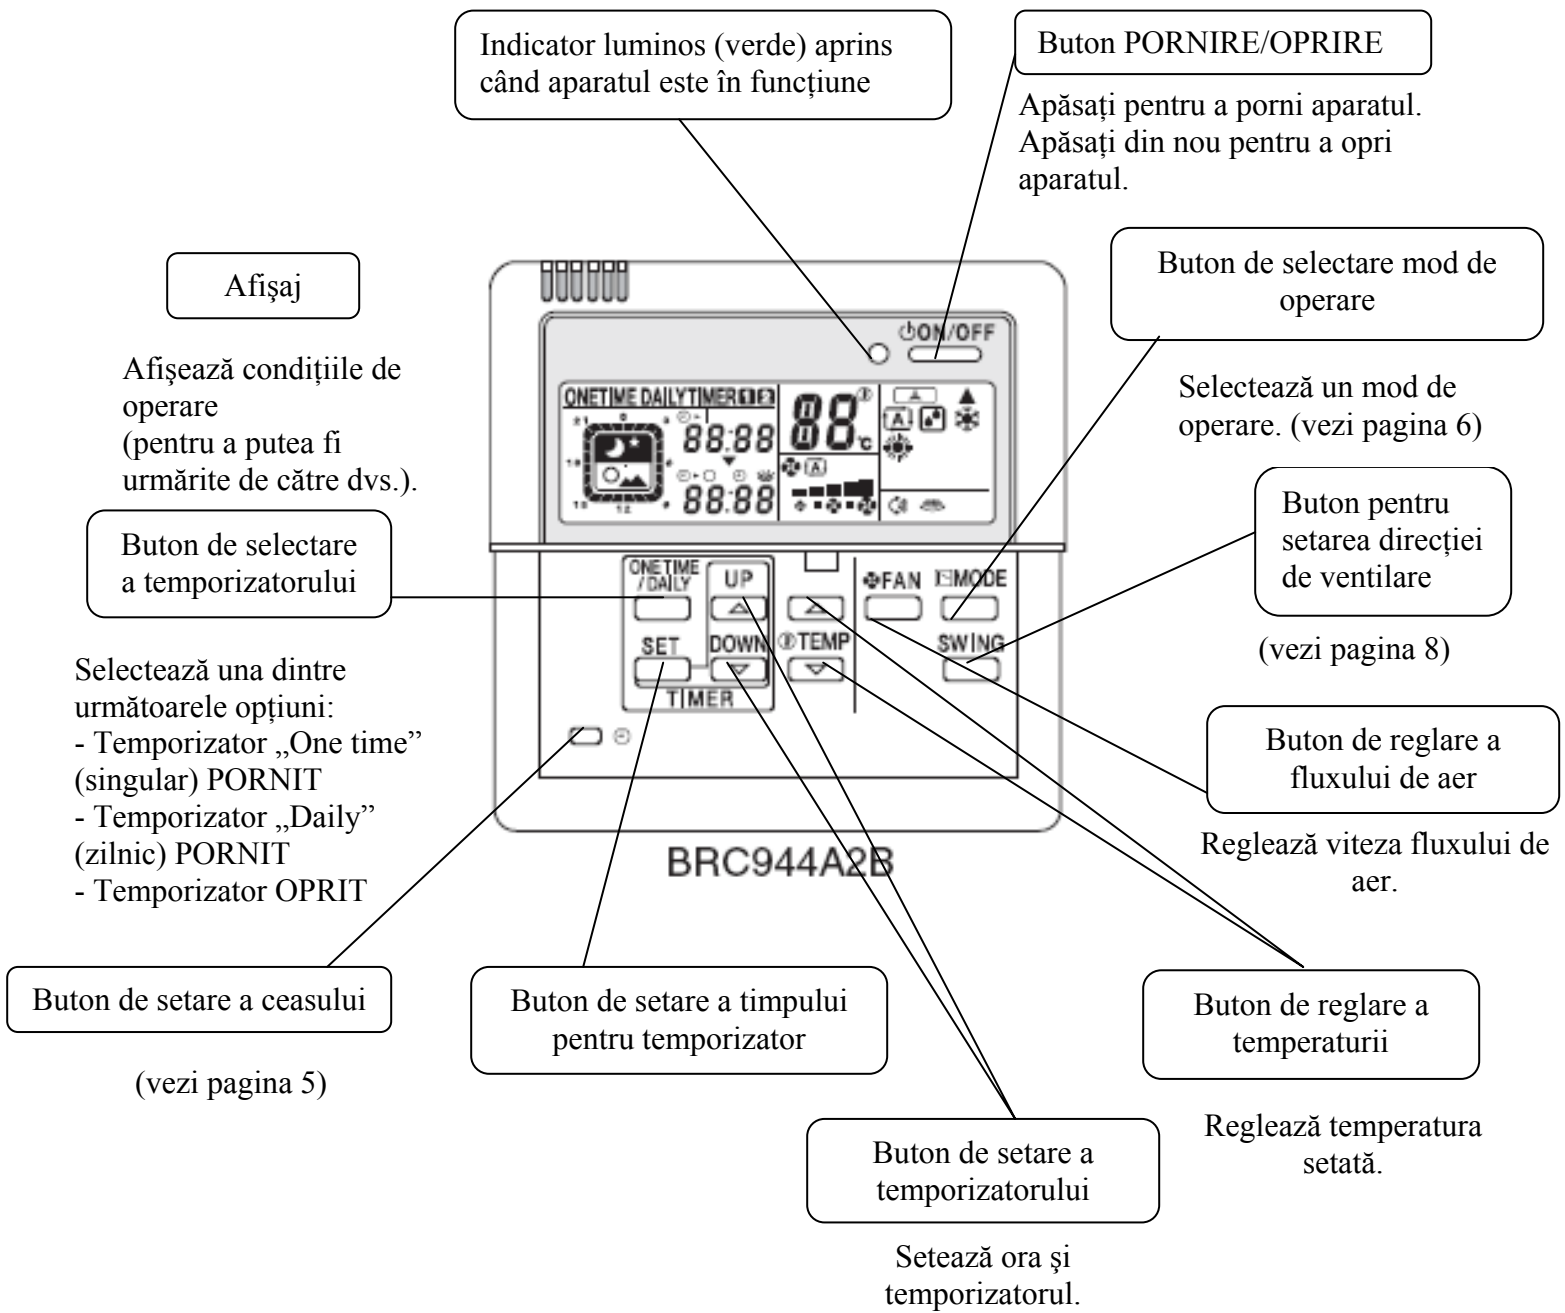 Indicator luminos (verde) aprins
când aparatul este în funcțiune
Buton PORNIRE/OPRIRE
Apăsați pentru a porni aparatul.
Apăsați din nou pentru a opri
aparatul.
Buton de selectare mod de
operare
Selectează un mod de
operare. (vezi pagina 6)
Afişaj
Afişează condițiile de
operare
(pentru a putea fi
urmărite de către dvs.).
Buton de selectare
a temporizatorului
Selectează una dintre
următoarele opțiuni:
- Temporizator „One time”
(singular) PORNIT
- Temporizator „Daily”
(zilnic) PORNIT
- Temporizator OPRIT
ON/OFF
ONETIME DAILYTIMER 1 2
88:88
88:88
88 °C
A
A
A
12
ONETIME
/DAILY
UP
FAN
MODE
SET
DOWN
TEMP
SWING
TIMER
BRC944A2B
Buton pentru
setarea direcției
de ventilare
(vezi pagina 8)
Buton de reglare a
fluxului de aer
Reglează viteza fluxului de
aer.
Buton de setare a ceasului
(vezi pagina 5)
Buton de setare a timpului
pentru temporizator
Buton de setare a
temporizatorului
Setează ora şi
temporizatorul.
Buton de reglare a
temperaturii
Reglează temperatura
setată.